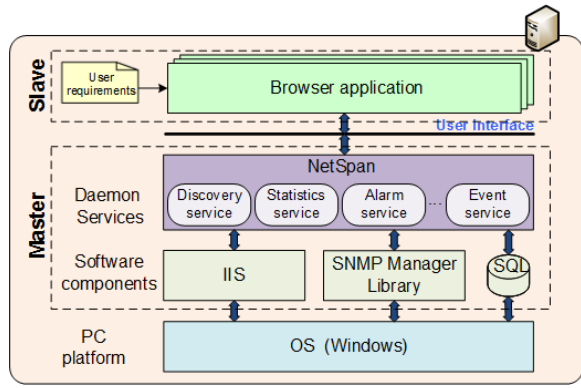 Slave
User
requirements
Browser application
User Interface
Master
Daemon
Services
NetSpan
Discovery
service
Statistics
service
Alarm
service
...
Event
service
Software
components
IIS
SNMP Manager
Library
SQL
PC
platform
OS (Windows)